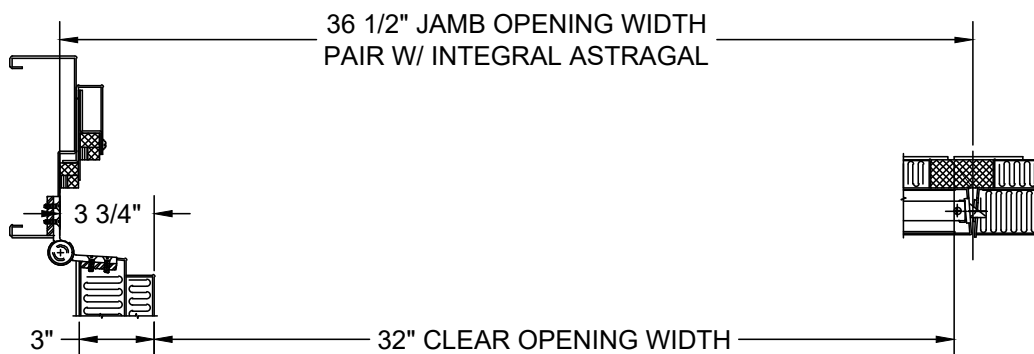 36 1/2" JAMB OPENING WIDTH
PAIR W/ INTEGRAL ASTRAGAL
3 3/4"
3"
32" CLEAR OPENING WIDTH